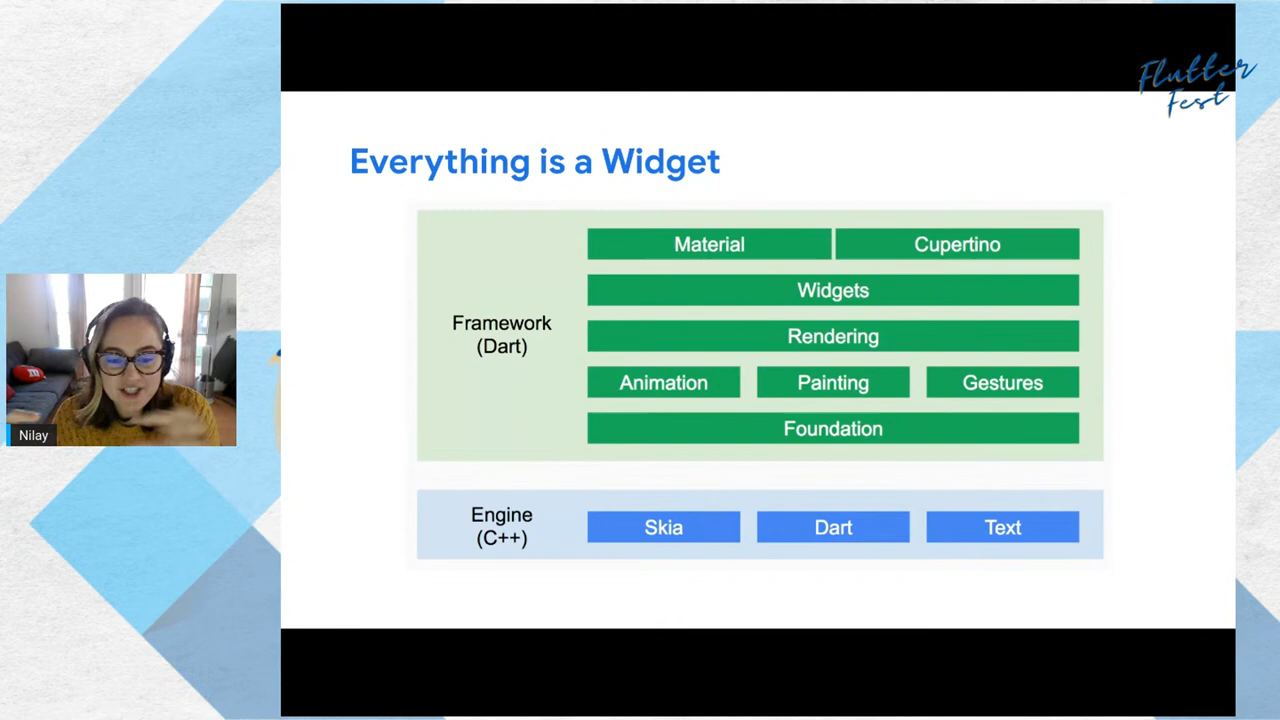 Flutter
Fest
Everything is a Widget
Material
Cupertino
Widgets
Framework
(Dart)
Rendering
Animation
Painting
Gestures
Foundation
Engine
(C++)
Skia
Dart
Text
Nilay